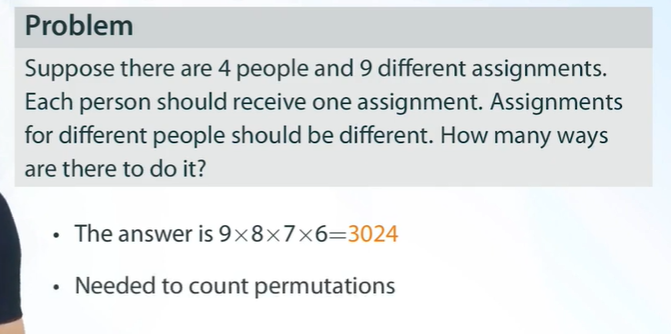 Problem
Suppose there are 4 people and 9 different assignments.
Each person should receive one assignment. Assignments
for different people should be different. How many ways
are there to do it?
• The answer is 9×8×7×6=3024
• Needed to count permutations